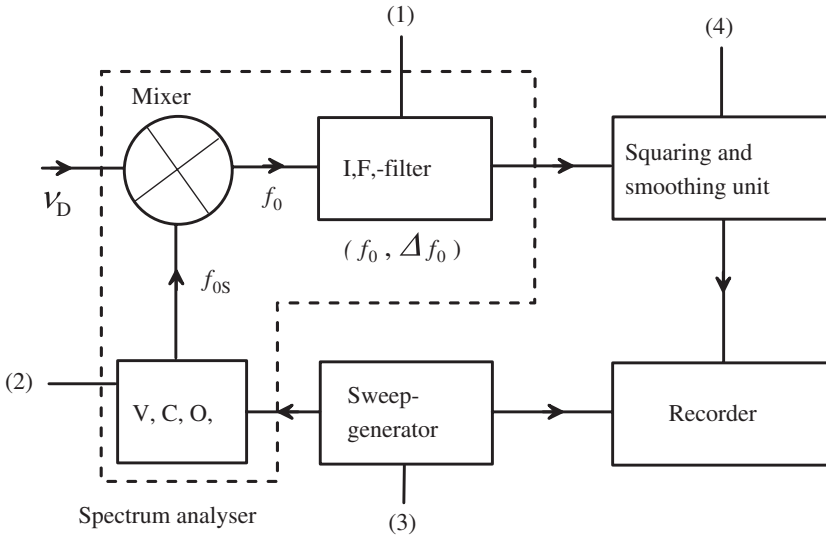 (1)
(4)
Mixer
I,F,-filter
Squaring and
smoothing unit
ν_D
f_0
(f_0, Δf_0)
f_0S
(2)
V, C, O,
Sweep-
generator
Recorder
Spectrum analyser
(3)